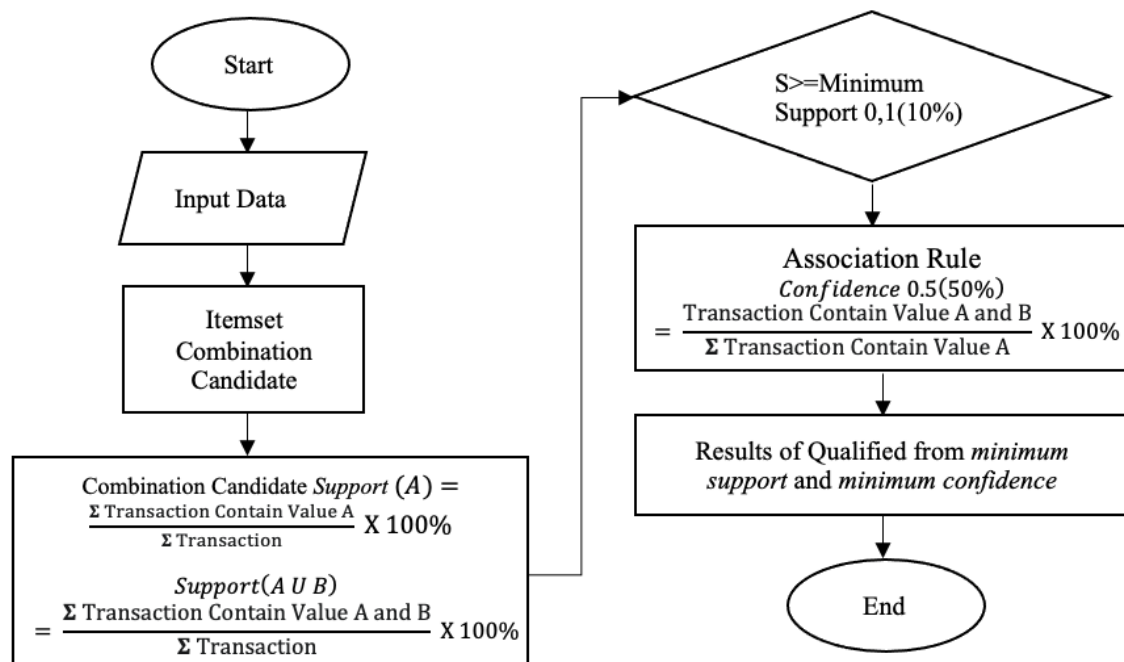 Start
Input Data
Itemset
Combination
Candidate
Combination Candidate Support (A) =
Σ Transaction Contain Value A
Σ Transaction
X 100%
Support(A U B)
Σ Transaction Contain Value A and B
= Σ Transaction X 100%
S>=Minimum
Support 0,1(10%)
Association Rule
Confidence 0.5(50%)
Transaction Contain Value A and B
= Σ Transaction Contain Value A X 100%
Results of Qualified from minimum
support and minimum confidence
End